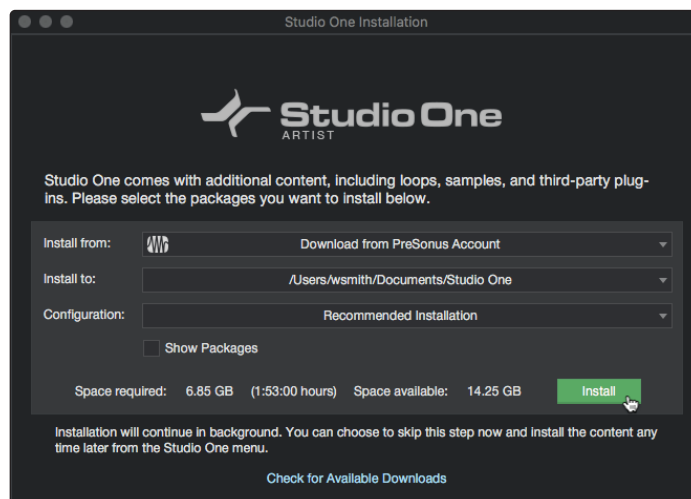 Studio One Installation
Studio One
ARTIST
Studio One comes with additional content, including loops, samples, and third-party plug-
ins. Please select the packages you want to install below.
Install from: Download from PreSonus Account
Install to: /Users/wsmith/Documents/Studio One
Configuration: Recommended Installation
Show Packages
Space required: 6.85 GB (1:53:00 hours) Space available: 14.25 GB Install
Installation will continue in background. You can choose to skip this step now and install the content any
time later from the Studio One menu.
Check for Available Downloads